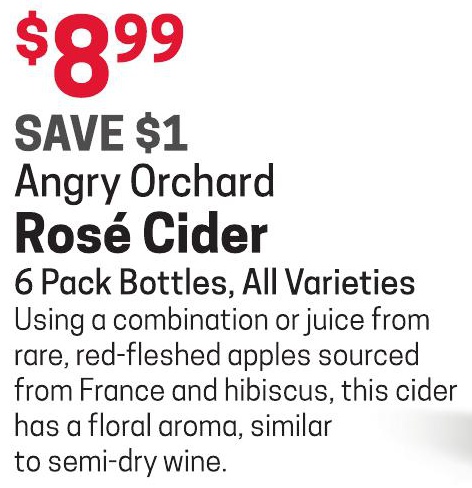 $8.99
SAVE $1
Angry Orchard
Rosé Cider
6 Pack Bottles, All Varieties
Using a combination or juice from
rare, red-fleshed apples sourced
from France and hibiscus, this cider
has a floral aroma, similar
to semi-dry wine.